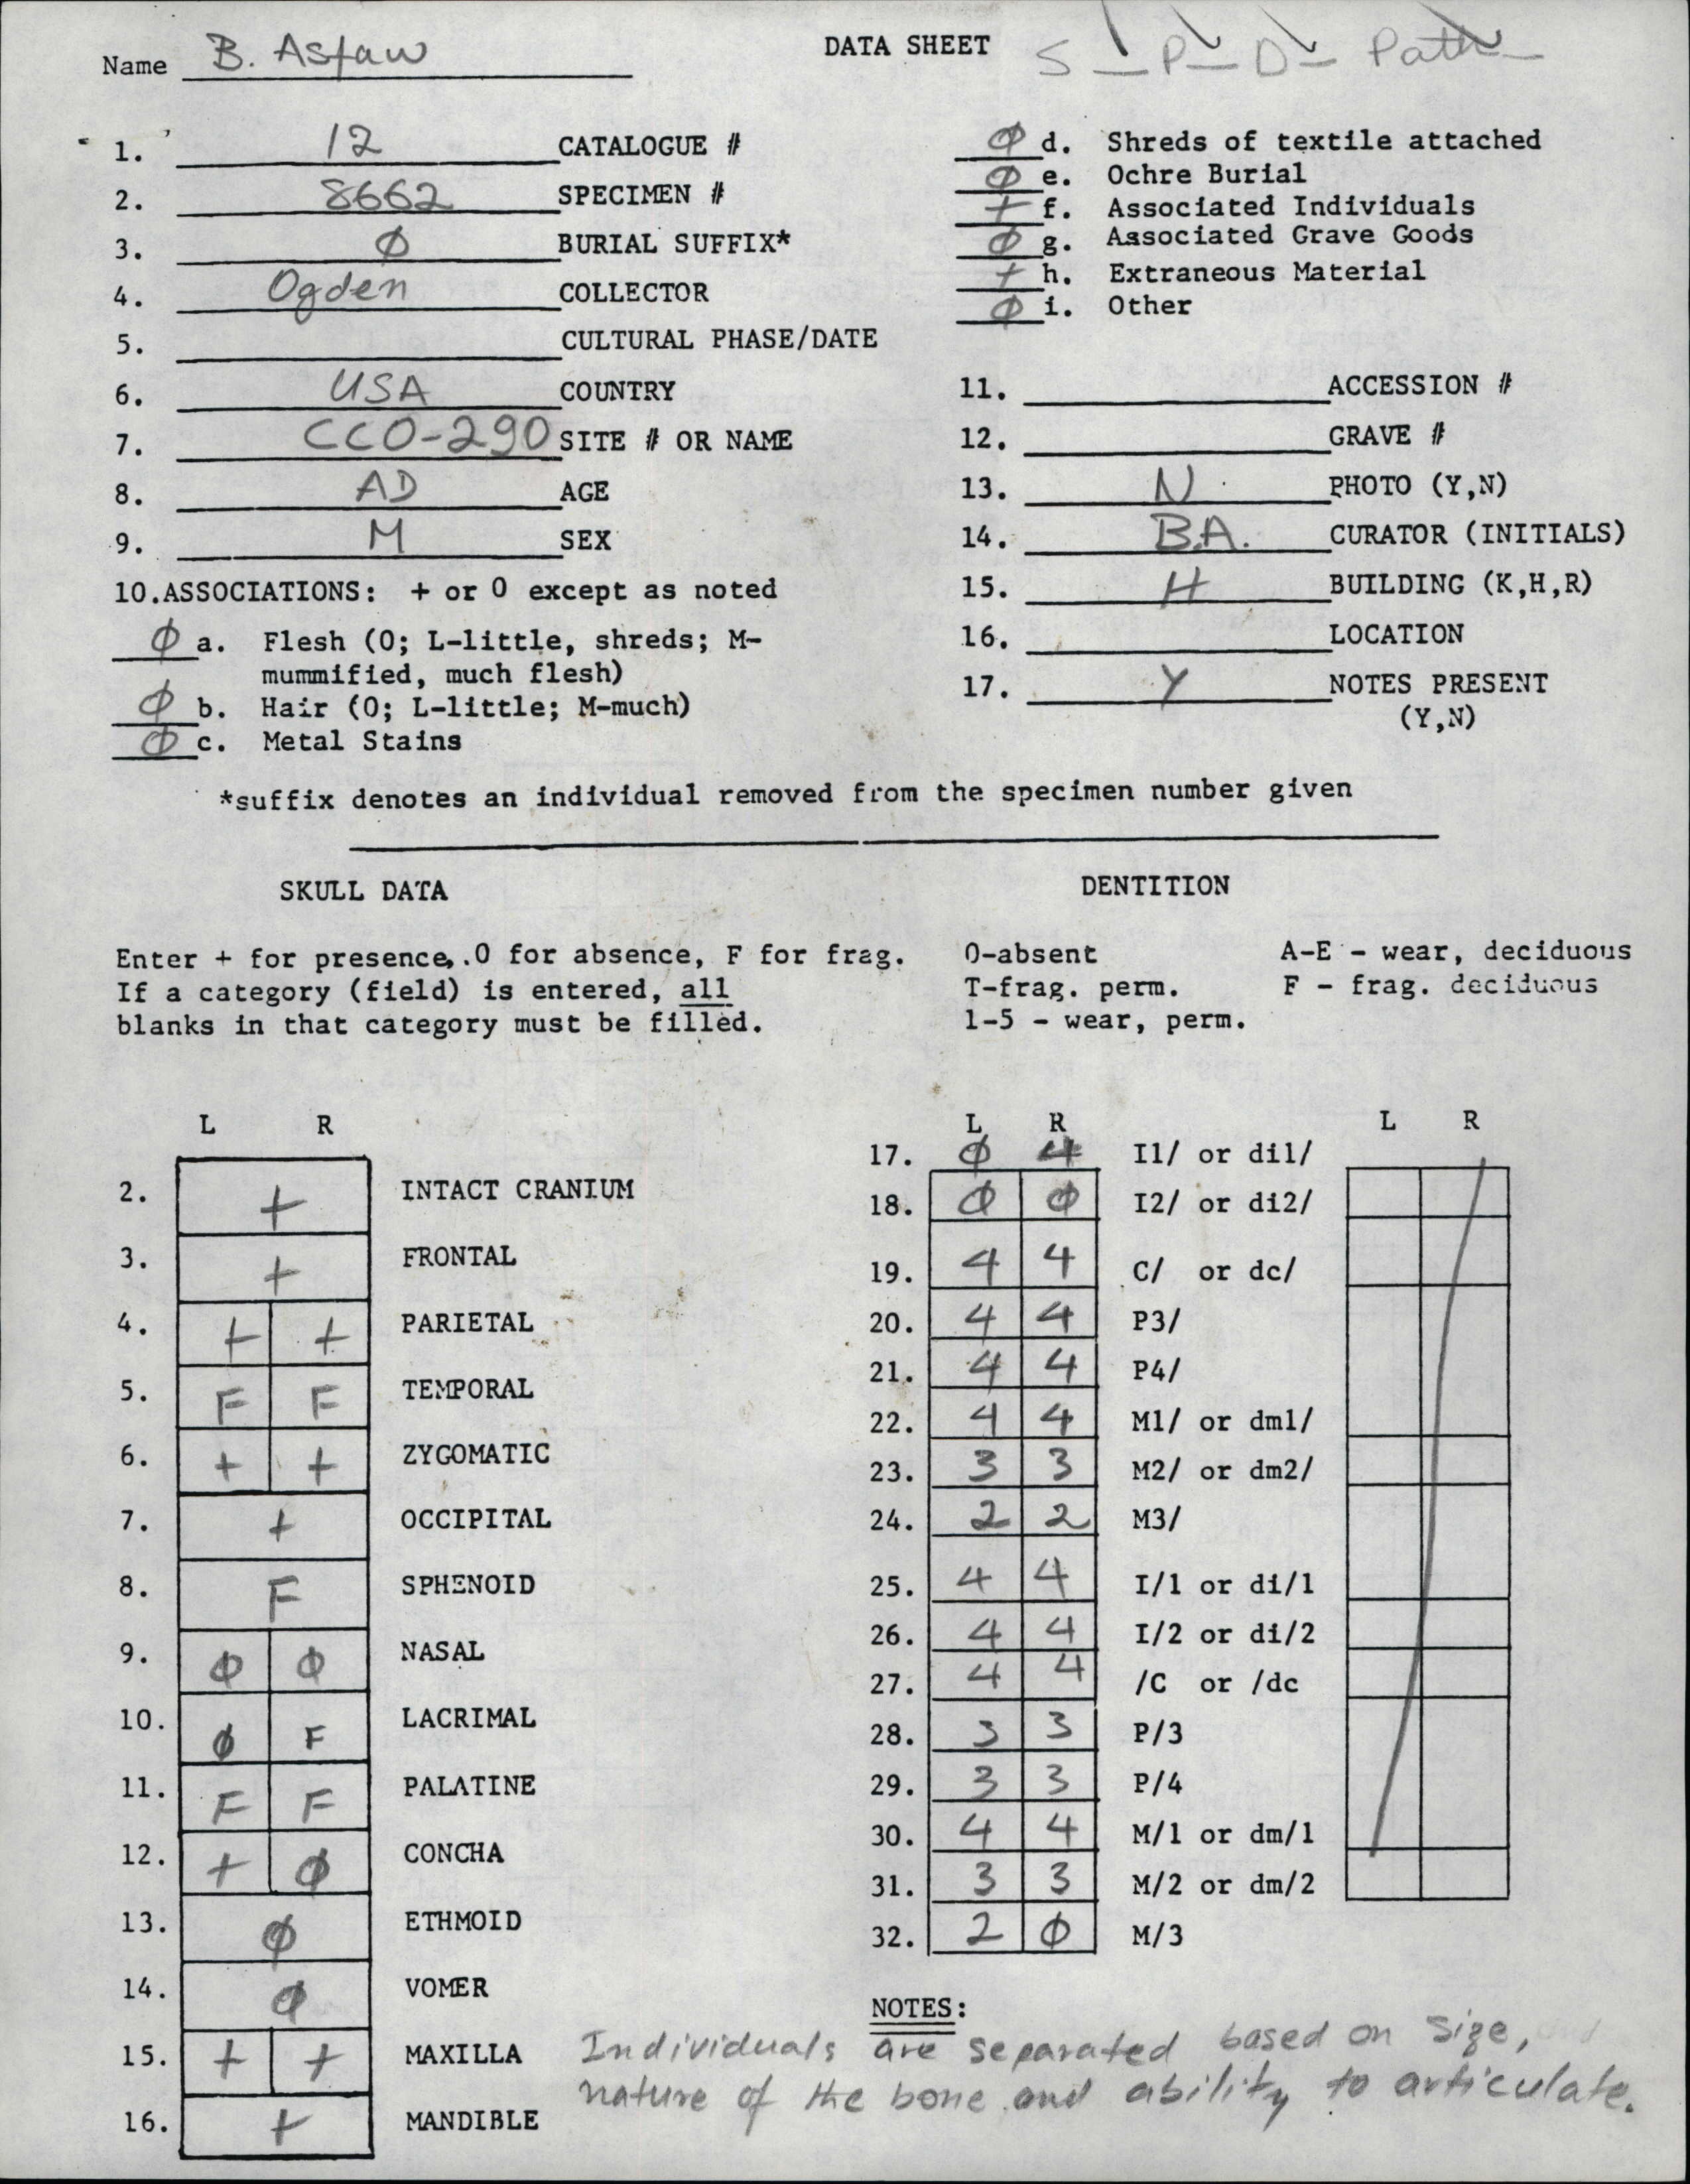 Name B. Asfaw DATA SHEET S P D Path
1. 12 CATALOGUE #
2. 8662 SPECIMEN #
3. Ø BURIAL SUFFIX*
4. Ogden COLLECTOR
5. CULTURAL PHASE/DATE
6. USA COUNTRY
7. CCO-290 SITE # OR NAME
8. AD AGE
9. M SEX
10.ASSOCIATIONS: + or 0 except as noted
Ø a. Flesh (0; L-little, shreds; M-
mummified, much flesh)
Ø b. Hair (0; L-little; M-much)
Ø c. Metal Stains
Ø d. Shreds of textile attached
Ø e. Ochre Burial
+ f. Associated Individuals
Ø g. Associated Grave Goods
+ h. Extraneous Material
Ø i. Other
11. ACCESSION #
12. GRAVE #
13. N PHOTO (Y,N)
14. B.A. CURATOR (INITIALS)
15. H BUILDING (K,H,R)
16. LOCATION
17. Y NOTES PRESENT
(Y,N)
*suffix denotes an individual removed from the specimen number given
SKULL DATA
Enter + for presence, .0 for absence, F for frag.
If a category (field) is entered, all
blanks in that category must be filled.
L R
2. + INTACT CRANIUM
3. + FRONTAL
4. + + PARIETAL
5. F F TEMPORAL
6. + + ZYGOMATIC
7. + OCCIPITAL
8. F SPHENOID
9. Ø Ø NASAL
10. Ø F LACRIMAL
11. F F PALATINE
12. + Ø CONCHA
13. Ø ETHMOID
14. Ø VOMER
15. + + MAXILLA
16. + MANDIBLE
DENTITION
0-absent A-E - wear, deciduous
T-frag. perm. F - frag. deciduous
1-5 - wear, perm.
L R L R
17. Ø 4 I1/ or di1/
18. Ø Ø I2/ or di2/
19. 4 4 C/ or dc/
20. 4 4 P3/
21. 4 4 P4/
22. 4 4 M1/ or dm1/
23. 3 3 M2/ or dm2/
24. 2 2 M3/
25. 4 4 I/1 or di/1
26. 4 4 I/2 or di/2
27. 4 4 /C or /dc
28. 3 3 P/3
29. 3 3 P/4
30. 4 4 M/1 or dm/1
31. 3 3 M/2 or dm/2
32. 2 Ø M/3
NOTES:
Individuals are separated based on size,
nature of the bone and ability to articulate.